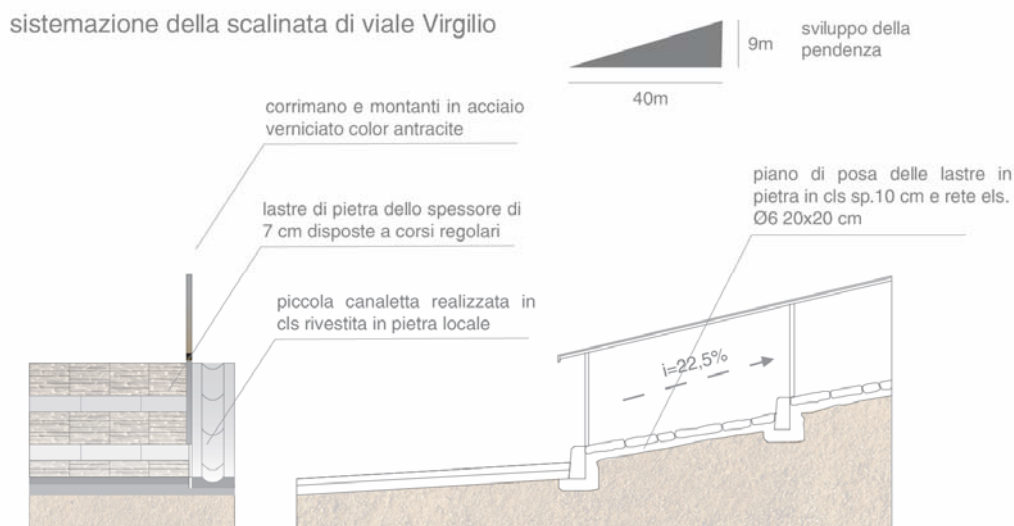 sistemazione della scalinata di viale Virgilio
9m
sviluppo della
pendenza
40m
corrimano e montanti in acciaio
verniciato color antracite
lastre di pietra dello spessore di
7 cm disposte a corsi regolari
piccola canaletta realizzata in
cls rivestita in pietra locale
piano di posa delle lastre in
pietra in cls sp.10 cm e rete els.
Ø6 20x20 cm
i=22,5%